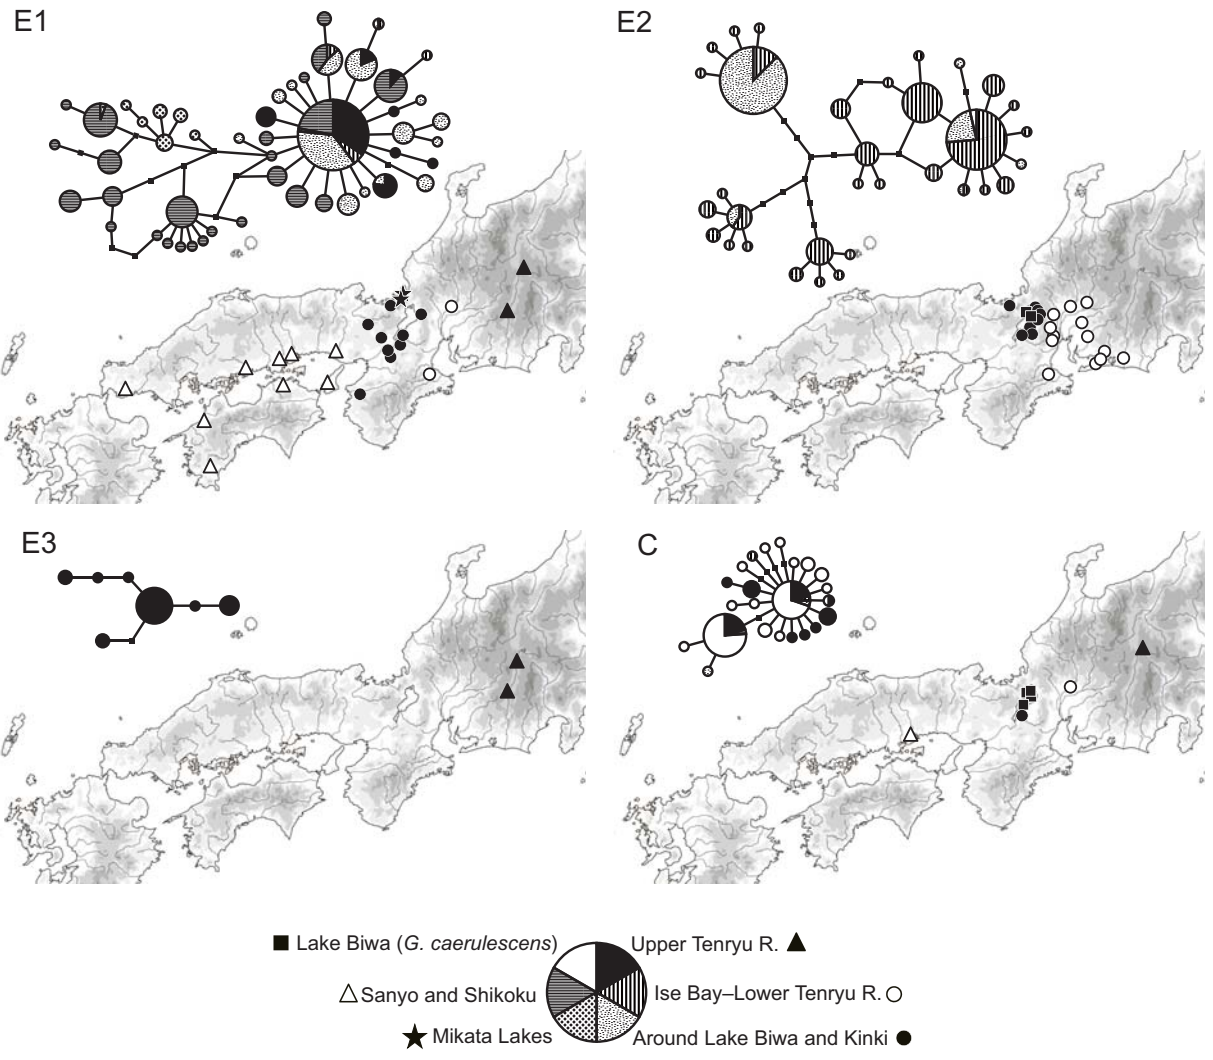 E1
E2
E3
C
Lake Biwa (G. caerulescens)
Upper Tenryu R.
Sanyo and Shikoku
Ise Bay–Lower Tenryu R.
Mikata Lakes
Around Lake Biwa and Kinki